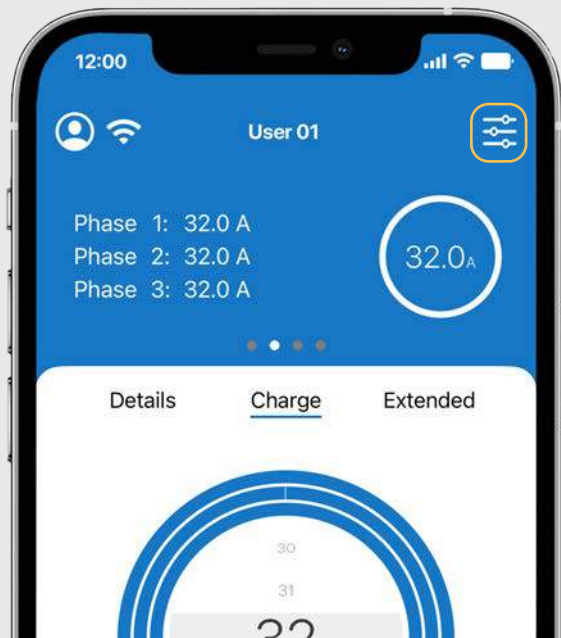 12:00
User 01
Phase 1: 32.0 A
Phase 2: 32.0 A
Phase 3: 32.0 A
32.0A
Details Charge Extended
30
31
32